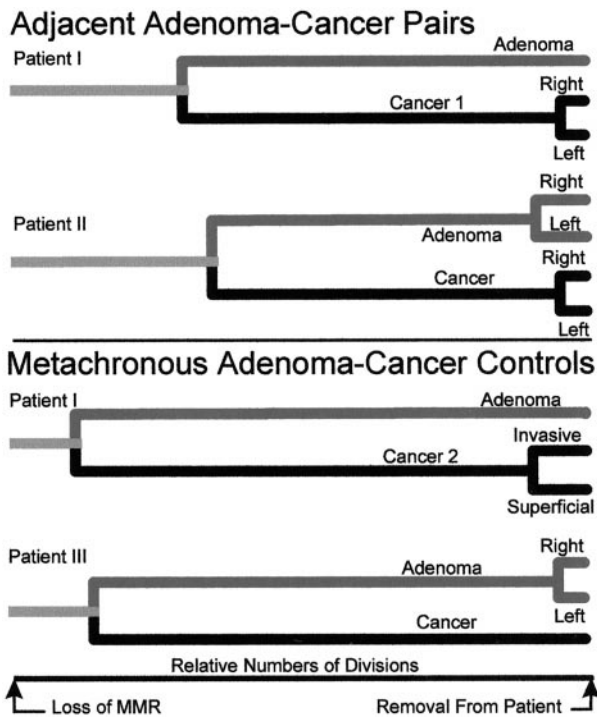 Adjacent Adenoma-Cancer Pairs
Patient I
Adenoma
Right
Cancer 1
Left
Right
Patient II
Left
Adenoma
Right
Cancer
Left
Metachronous Adenoma-Cancer Controls
Patient I
Adenoma
Invasive
Cancer 2
Superficial
Patient III
Right
Adenoma
Left
Cancer
Relative Numbers of Divisions
Loss of MMR
Removal From Patient